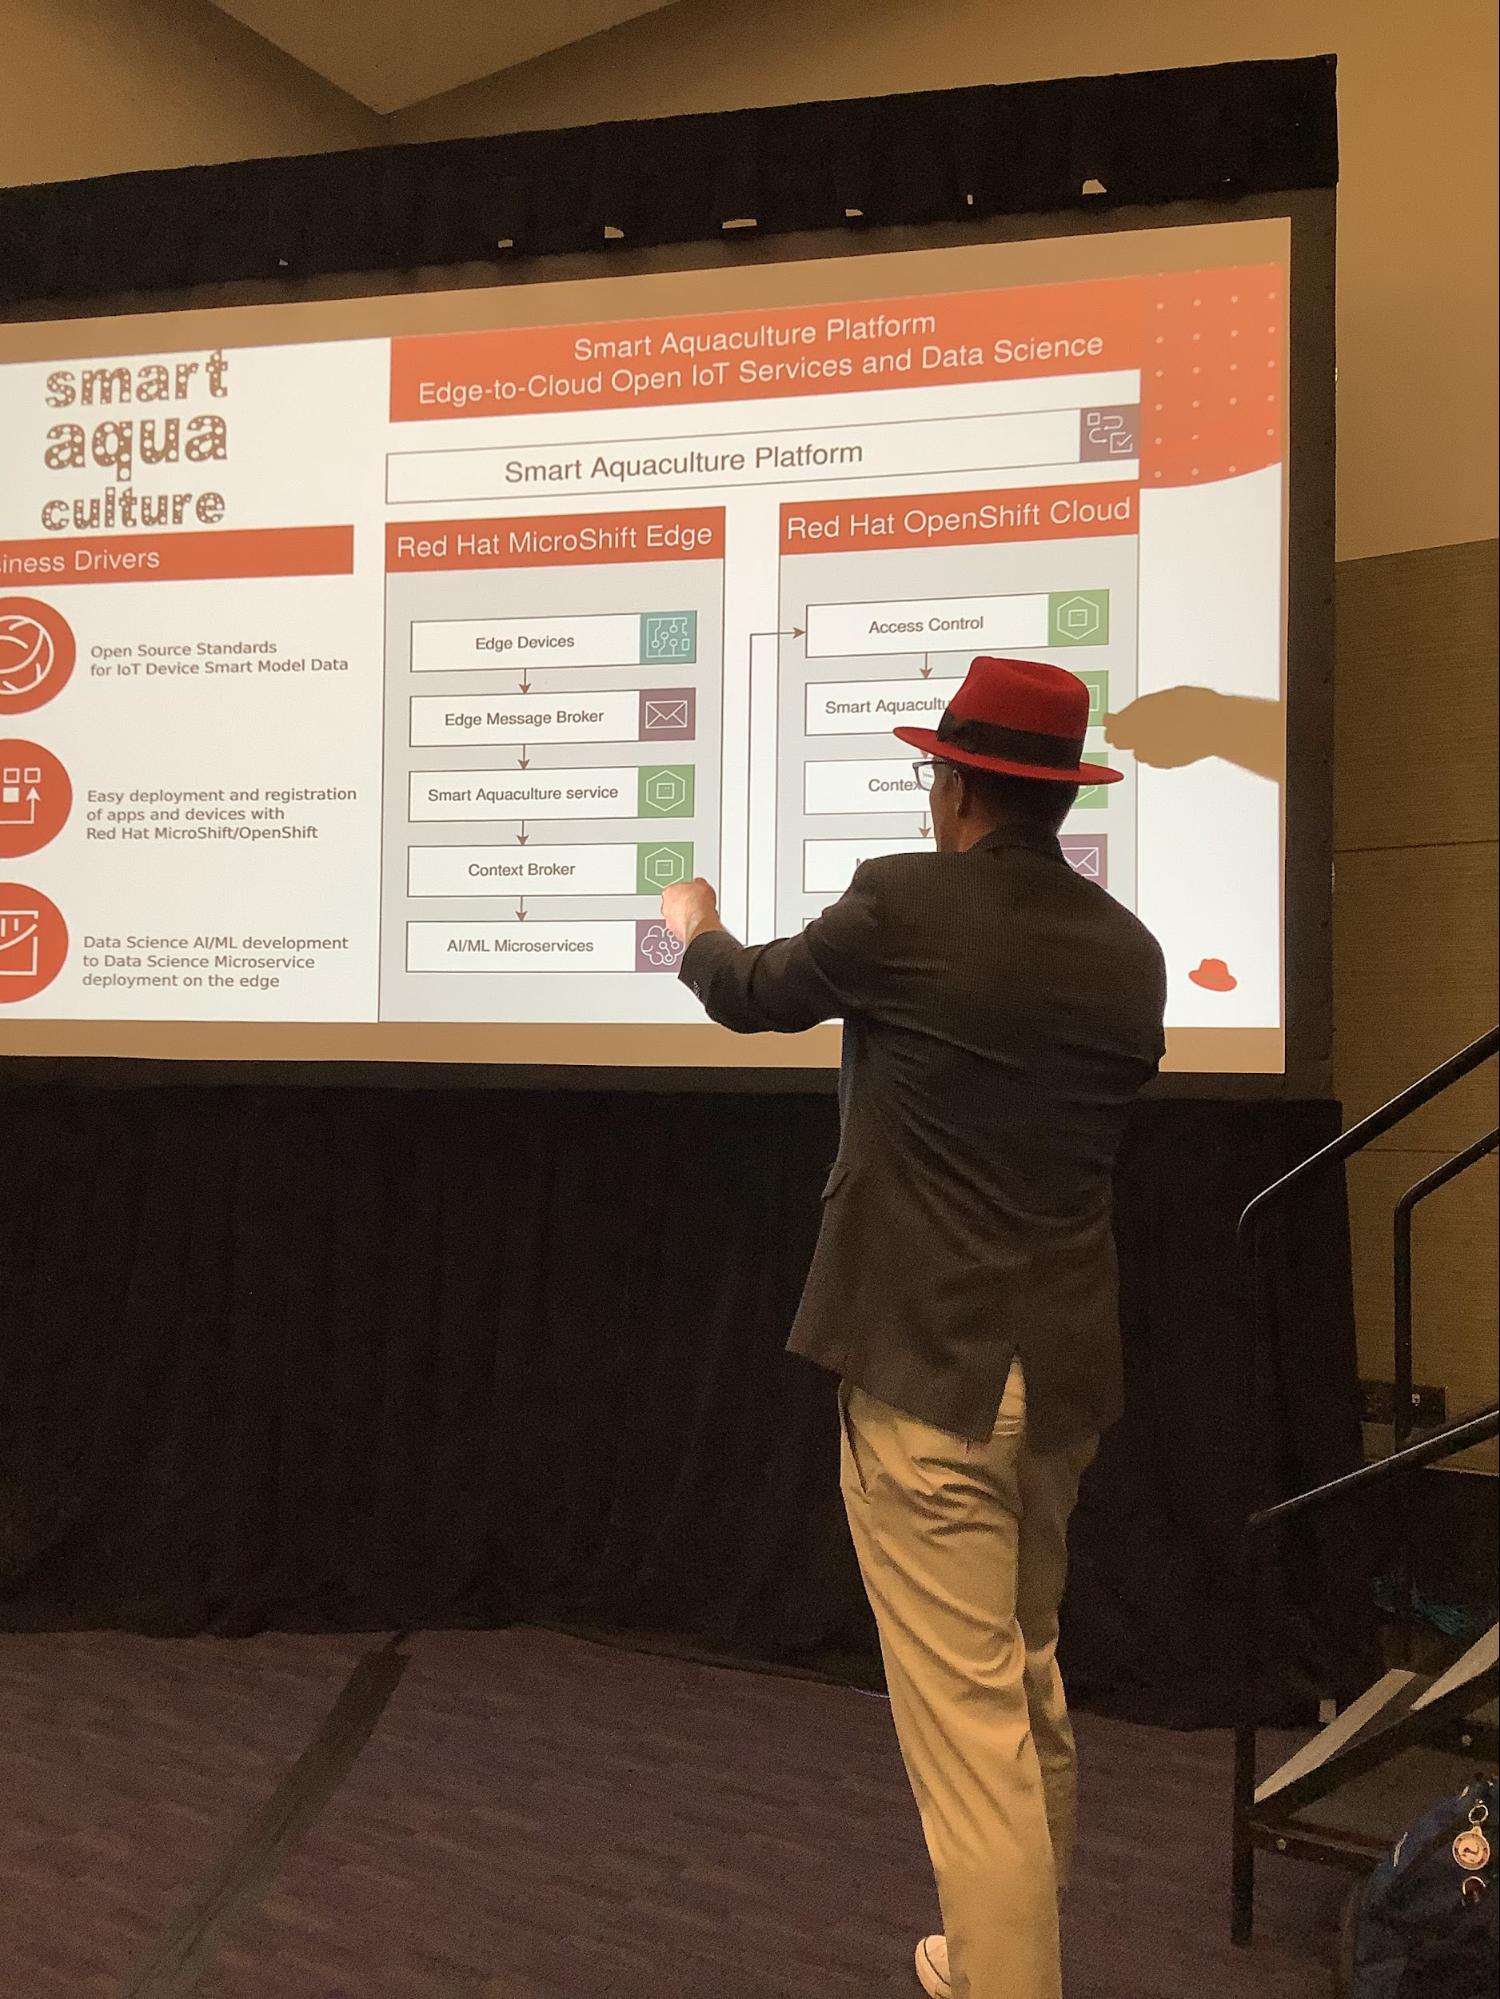 smart
aqua
culture
Smart Aquaculture Platform
Edge-to-Cloud Open IoT Services and Data Science
Smart Aquaculture Platform
Drivers
Open Source Standards
for IoT Device Smart Model Data
Easy deployment and registration
of apps and devices with
Red Hat MicroShift/OpenShift
Data Science AI/ML development
to Data Science Microservice
deployment on the edge
Red Hat MicroShift Edge
Edge Devices
Edge Message Broker
Smart Aquaculture service
Context Broker
AI/ML Microservices
Red Hat OpenShift Cloud
Access Control
Smart